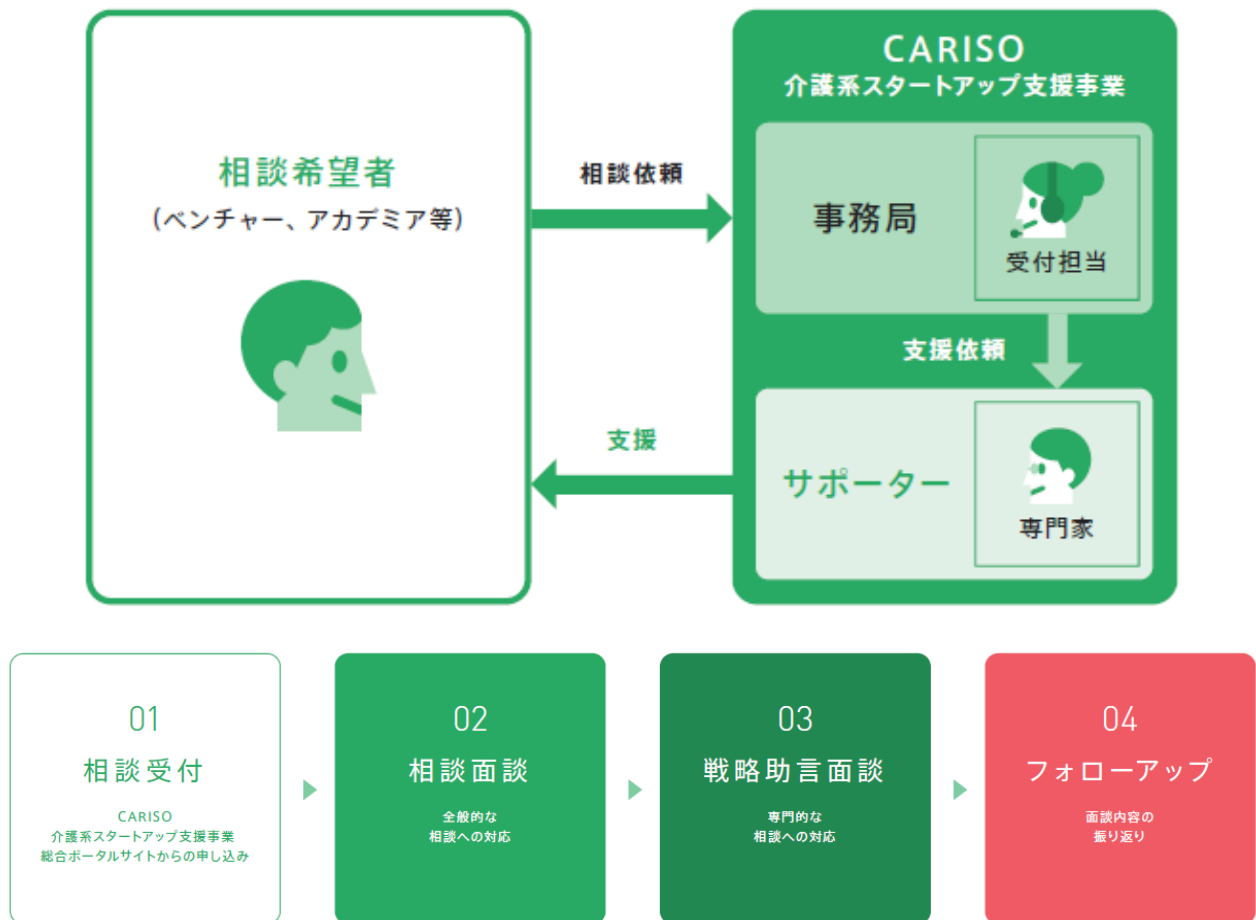 相談希望者
(ベンチャー、アカデミア等)
相談依頼
支援
CARISO
介護系スタートアップ支援事業
事務局
受付担当
支援依頼
サポーター
専門家
01
相談受付
CARISO
介護系スタートアップ支援事業
総合ポータルサイトからの申し込み
02
相談面談
全般的な
相談への対応
03
戦略助言面談
専門的な
相談への対応
04
フォローアップ
面談内容の
振り返り